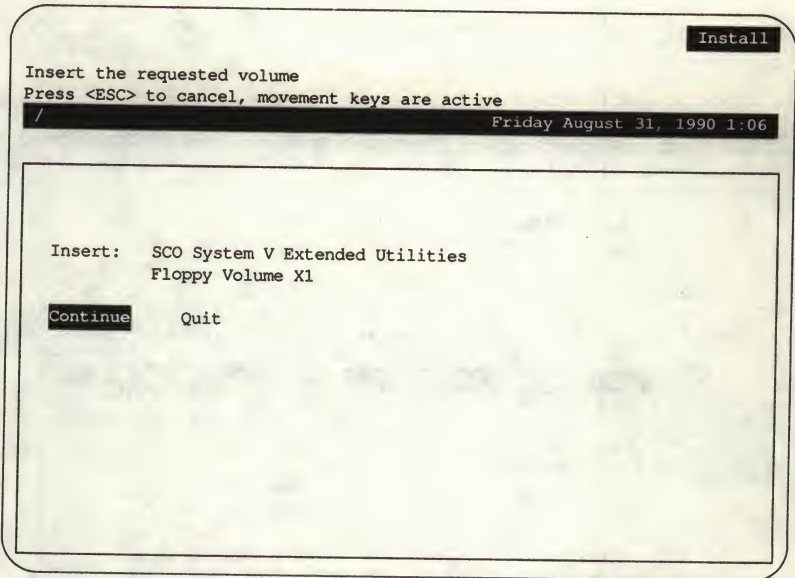 Install
Insert the requested volume
Press <ESC> to cancel, movement keys are active
/ Friday August 31, 1990 1:06
Insert: SCO System V Extended Utilities
Floppy Volume X1
Continue Quit